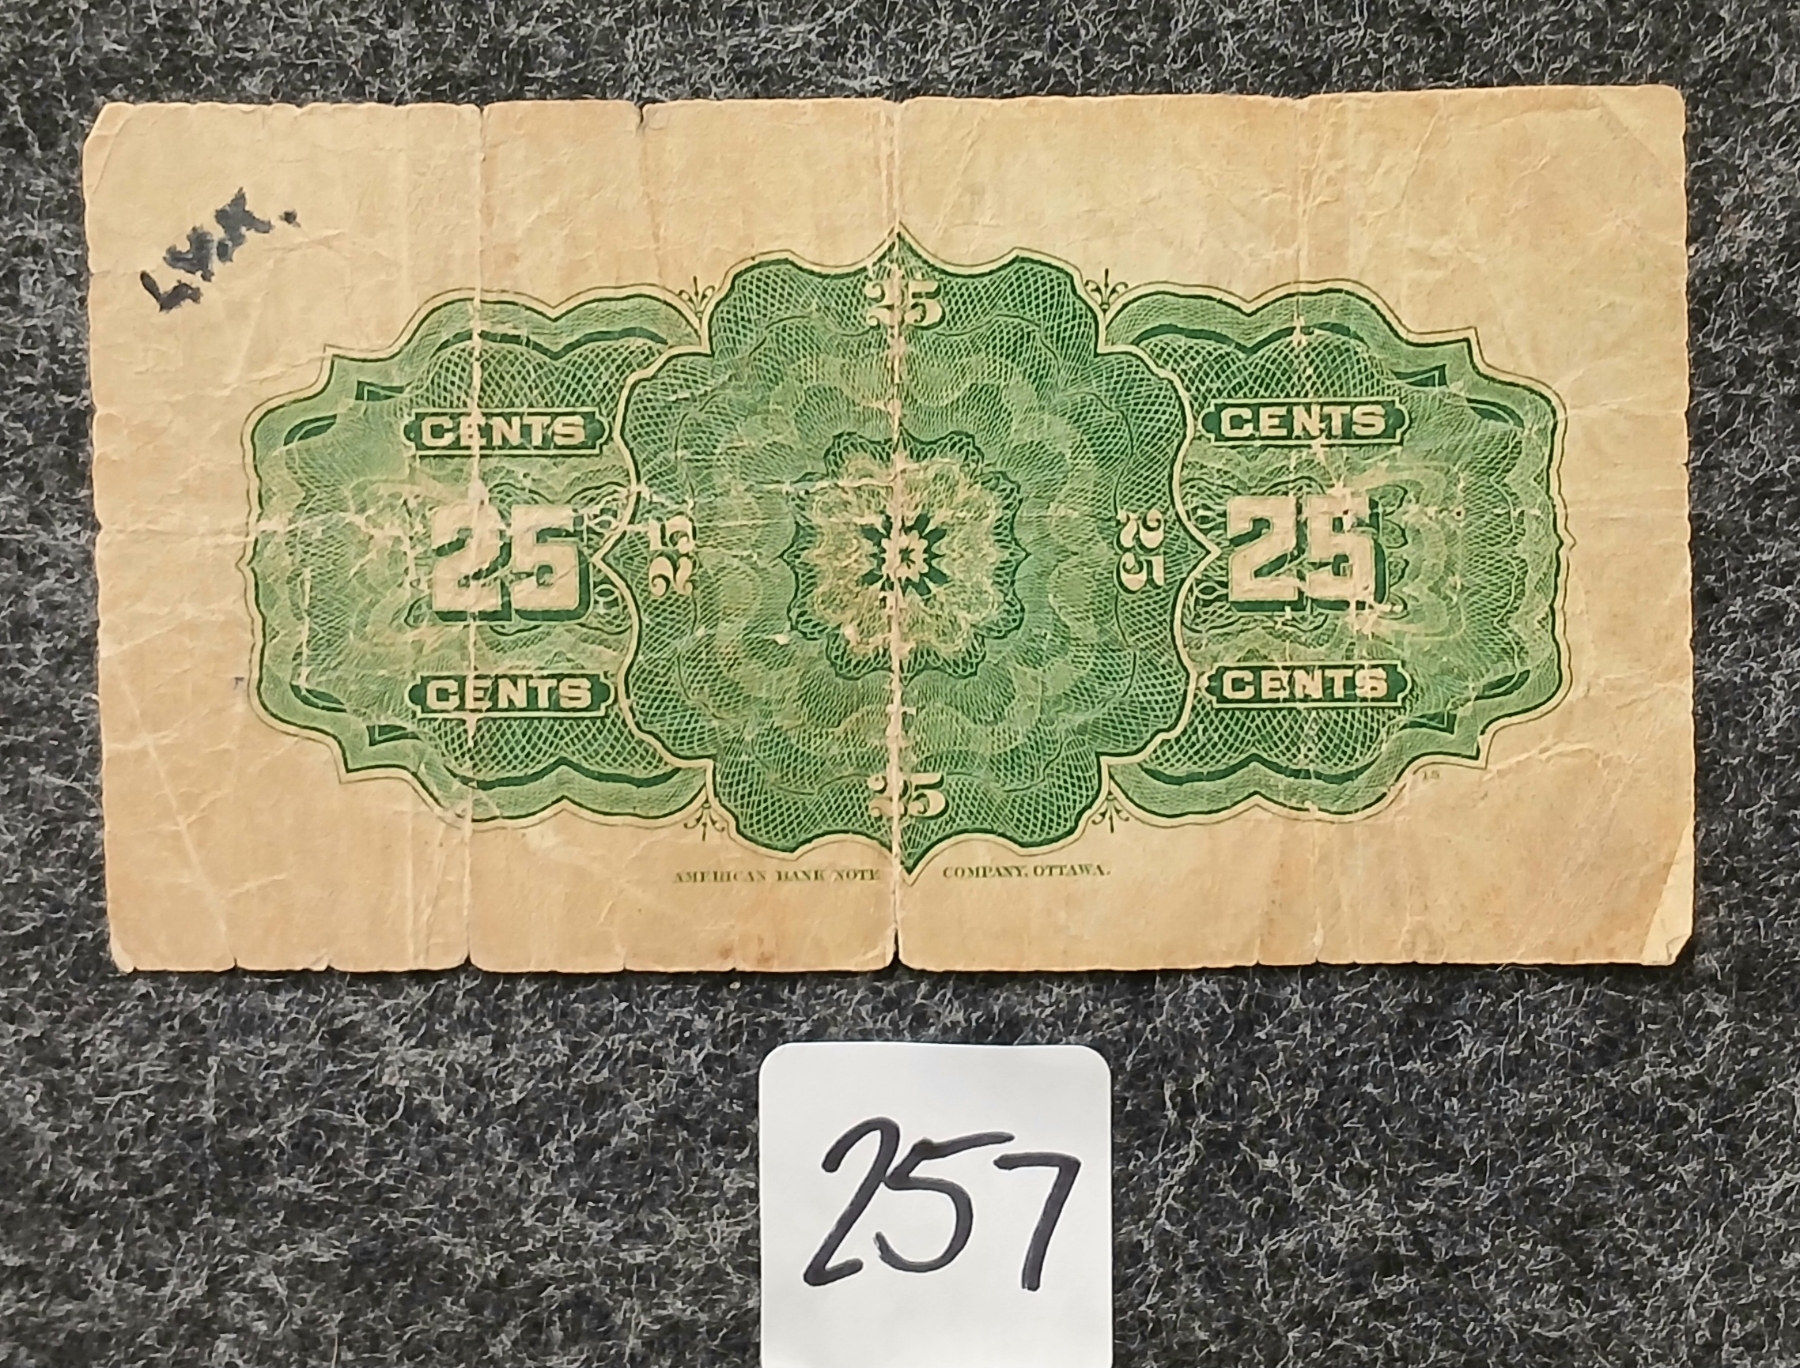 25
CENTS CENTS
25 25 25 25
CENTS CENTS
25
AMERICAN BANK NOTE COMPANY, OTTAWA.
257